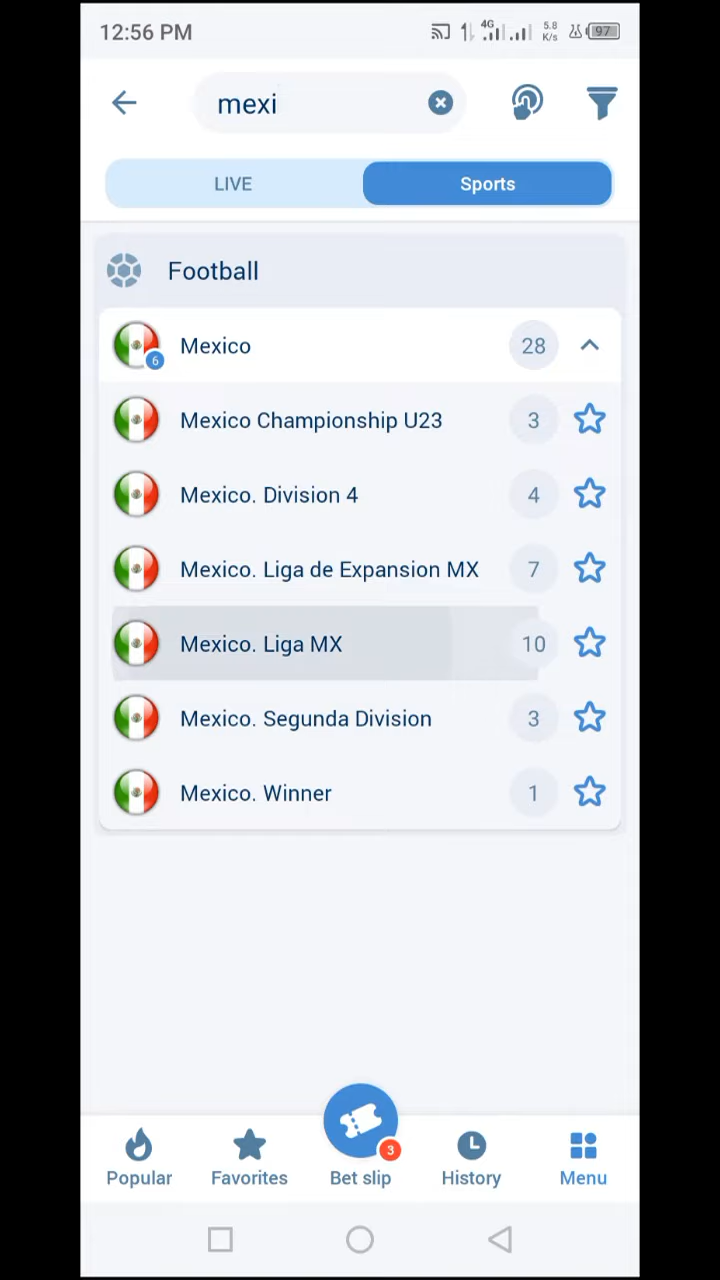 12:56 PM 4G 5.8 K/s 97
mexi
LIVE Sports
Football
6 Mexico 28
Mexico Championship U23 3
Mexico. Division 4 4
Mexico. Liga de Expansion MX 7
Mexico. Liga MX 10
Mexico. Segunda Division 3
Mexico. Winner 1
3
Popular Favorites Bet slip History Menu